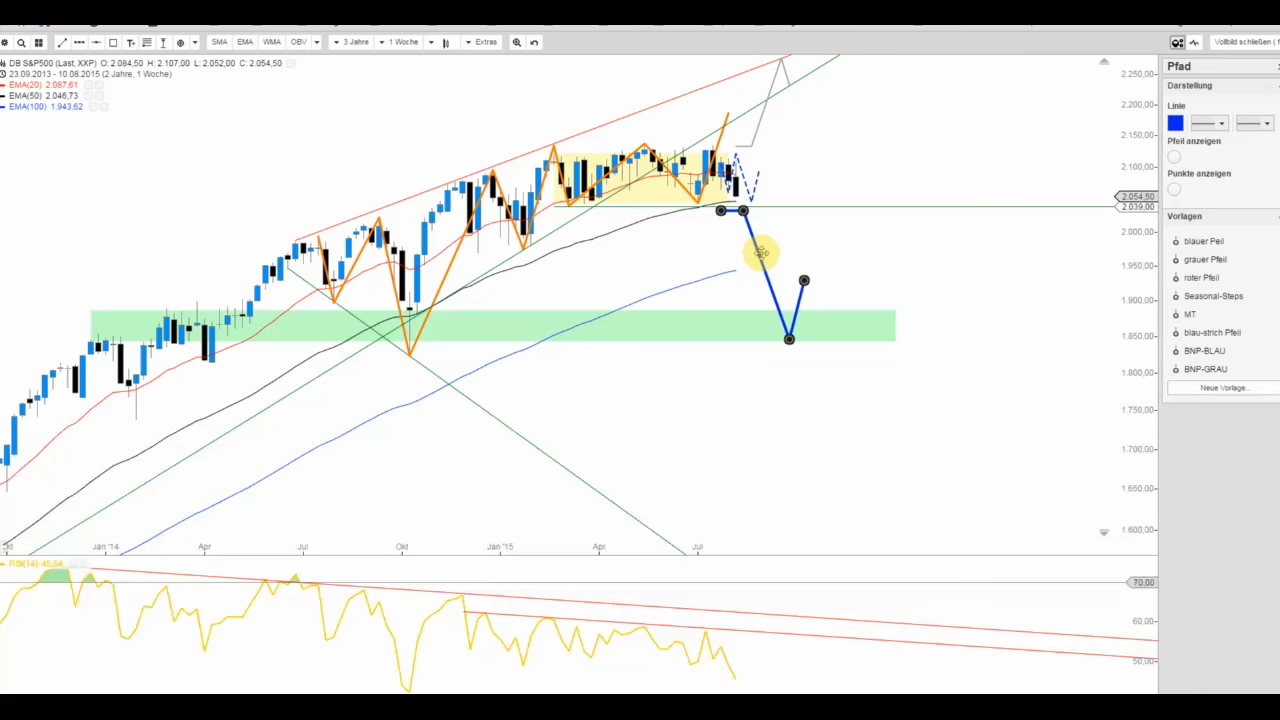 SMA EMA WMA OBV 3 Jahre 1 Woche Extras Vollbild schließen (
DB S&P500 (Last, XXP) O: 2.084,50 H: 2.107,00 L: 2.052,00 C: 2.054,50
23.09.2013 - 10.08.2015 (2 Jahre, 1 Woche)
EMA(20) 2.087,61
EMA(50) 2.046,73
EMA(100) 1.943,62
2.250,00
2.200,00
2.150,00
2.100,00
2.054,50
2.039,00
2.000,00
1.950,00
1.900,00
1.850,00
1.800,00
1.750,00
1.700,00
1.650,00
1.600,00
Jän '14 Apr Jul Okt Jän '15 Apr Jul
RSI(14) 46,54
70,00
60,00
50,00
Pfad
Darstellung
Linie
Pfeil anzeigen
Punkte anzeigen
Vorlagen
blauer Peil
grauer Pfeil
roter Pfeil
Seasonal-Steps
MT
blau-strich Pfeil
BNP-BLAU
BNP-GRAU
Neue Vorlage...